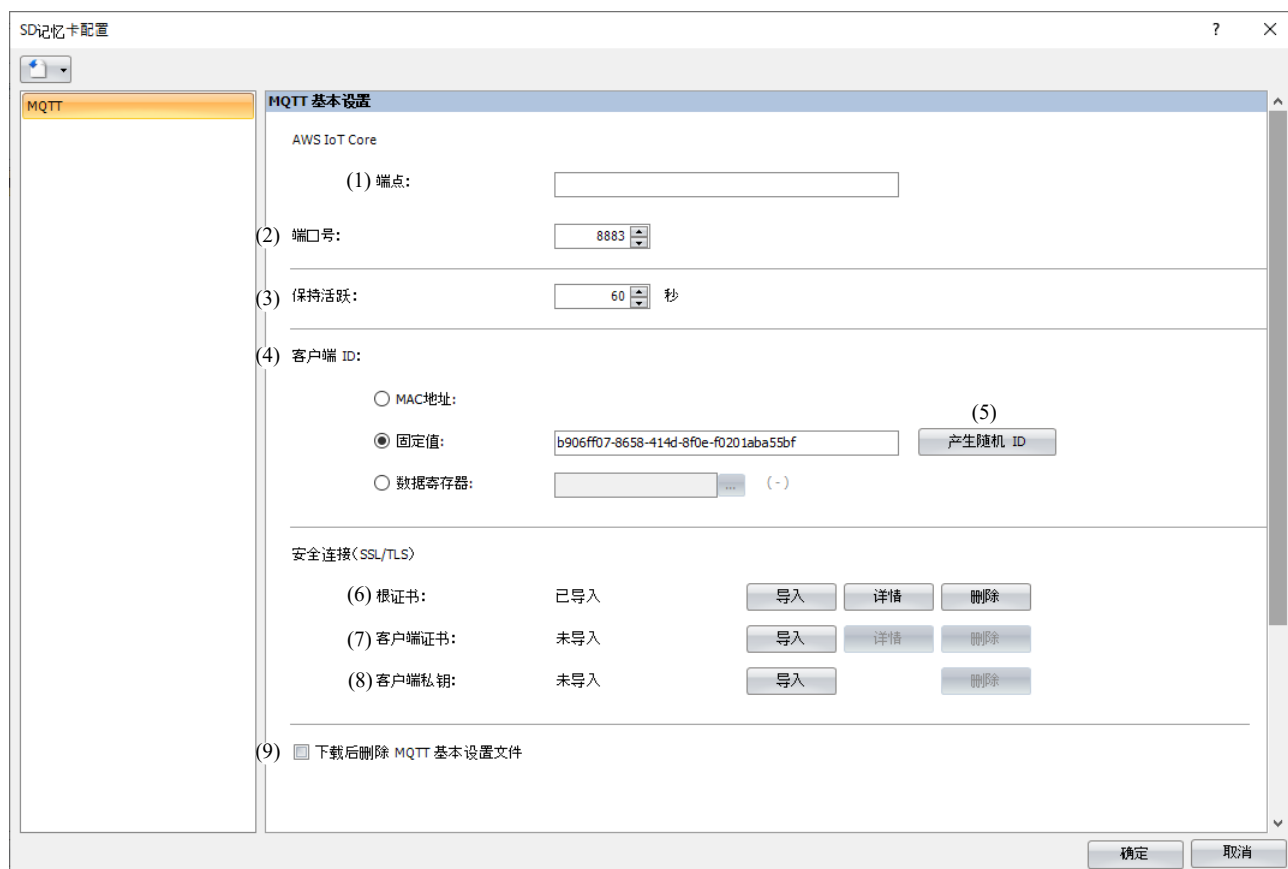 SD记忆卡配置 ?
MQTT
MQTT 基本设置
AWS IoT Core
(1) 端点:
(2) 端口号: 8883
(3) 保持活跃: 60 秒
(4) 客户端 ID:
MAC地址:
(5)
固定值: b906ff07-8658-414d-8f0e-f0201aba55bf 产生随机 ID
数据寄存器: ... (-)
安全连接(SSL/TLS)
(6) 根证书: 已导入 导入 详情 删除
(7) 客户端证书: 未导入 导入 详情 删除
(8) 客户端私钥: 未导入 导入 删除
(9) 下载后删除 MQTT 基本设置文件
确定 取消